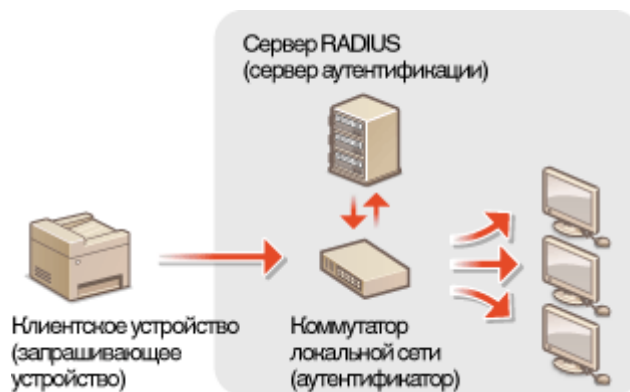 Сервер RADIUS
(сервер аутентификации)
Клиентское устройство
(запрашивающее
устройство)
Коммутатор
локальной сети
(аутентификатор)